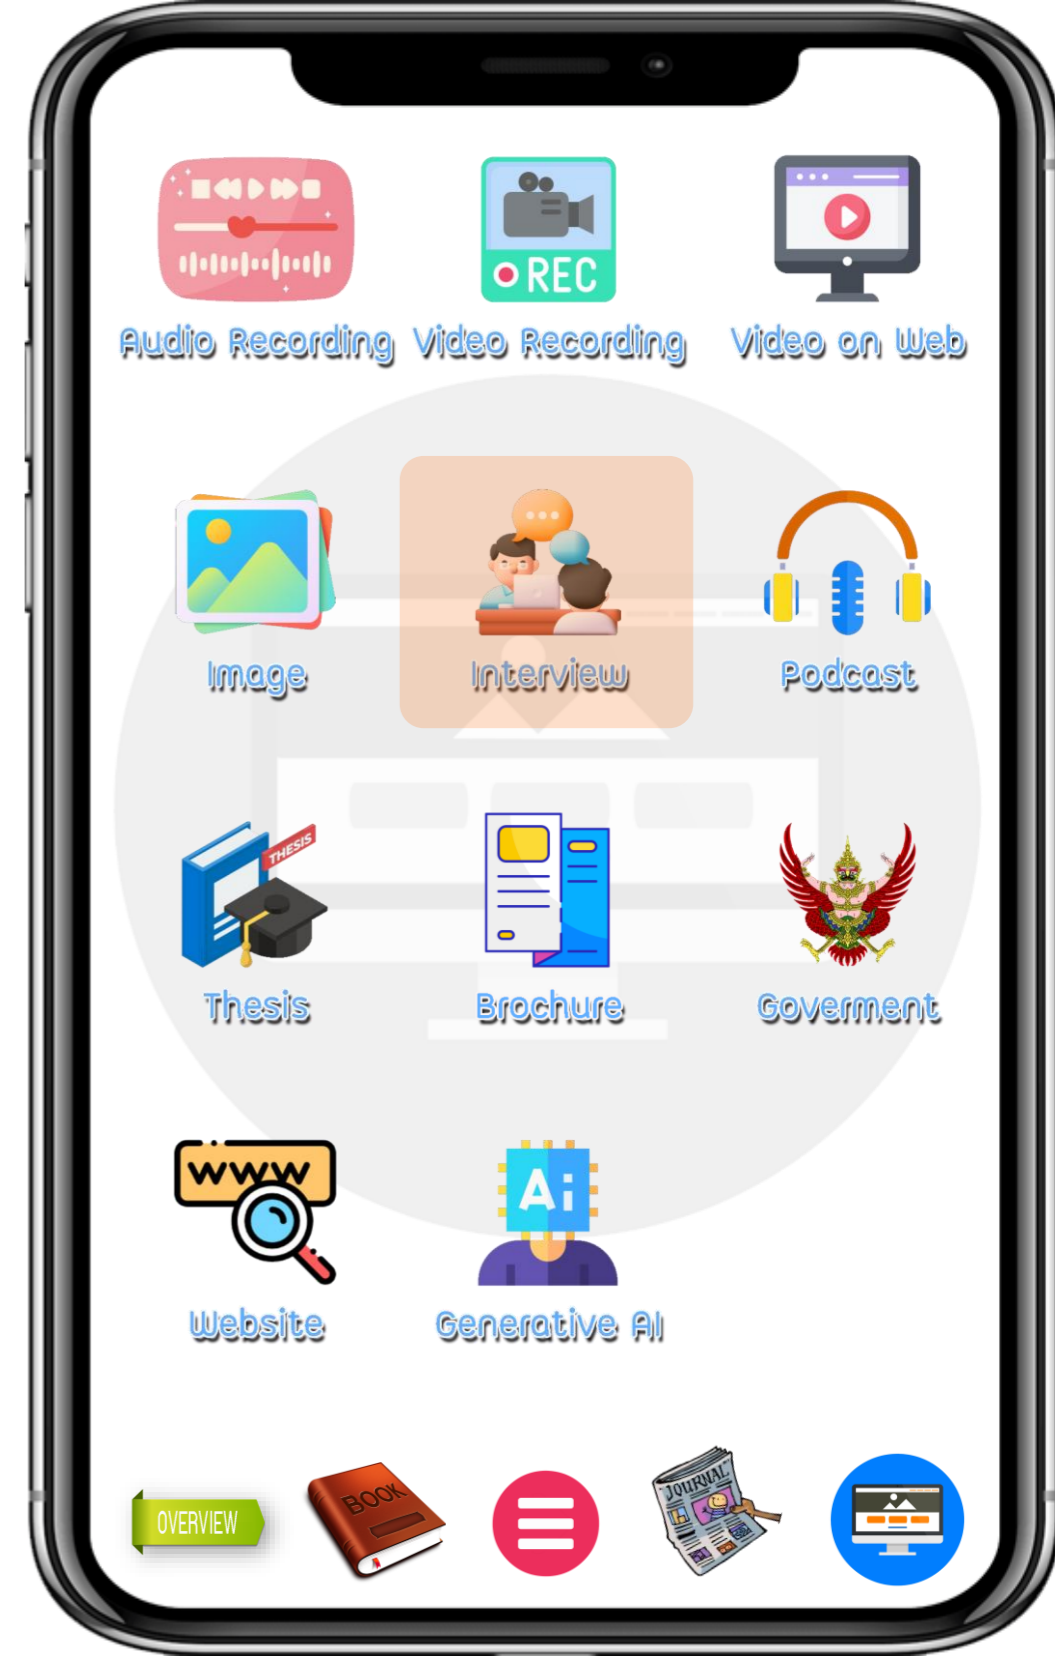 REC
Audio Recording Video Recording Video on Web
Image Interview Podcast
THESIS
Thesis Brochure Goverment
www
Ai
Website Generative AI
OVERVIEW
BOOK
JOURNAL